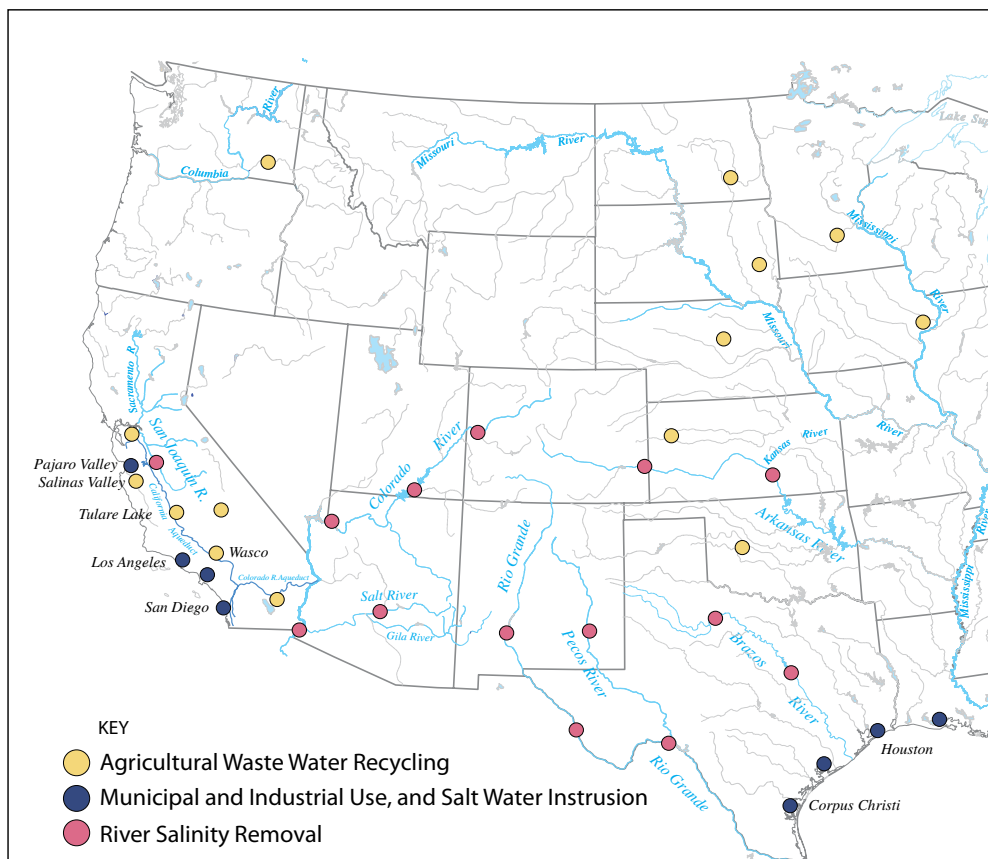 River
Columbia
Missouri
River
Lake Sup
Mississippi
River
Missouri
River
Sacramento R.
San Joaquin R.
Pajaro Valley
Salinas Valley
California
Aqueduct
Tulare Lake
Wasco
Los Angeles
Colorado R.Aqueduct
San Diego
Colorado
River
Salt River
Gila River
Rio Grande
Pecos River
Kansas
River
Arkansas River
Mississippi
River
Brazos
River
Rio Grande
Houston
Corpus Christi
KEY
Agricultural Waste Water Recycling
Municipal and Industrial Use, and Salt Water Instrusion
River Salinity Removal